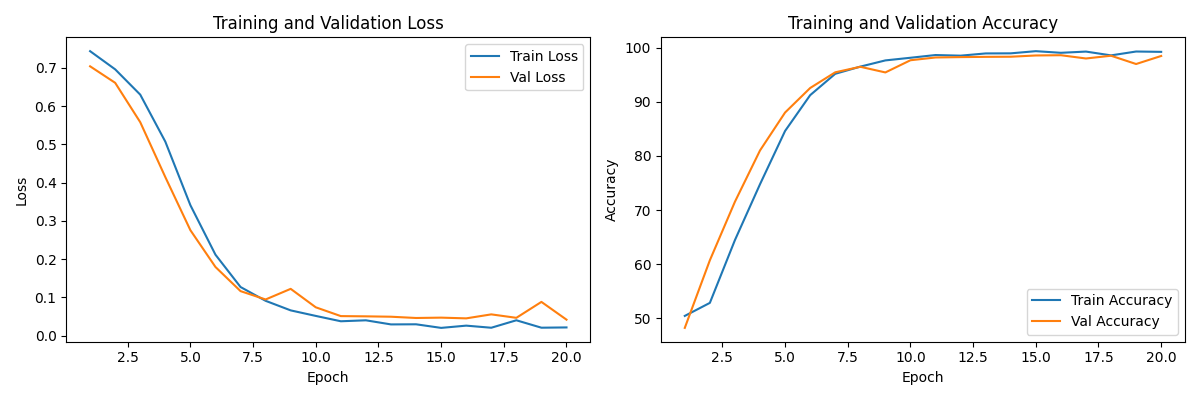 Training and Validation Loss
Train Loss
Val Loss
0.7
0.6
0.5
0.4
0.3
0.2
0.1
0.0
Loss
2.5 5.0 7.5 10.0 12.5 15.0 17.5 20.0
Epoch
Training and Validation Accuracy
100
90
80
70
60
50
Accuracy
Train Accuracy
Val Accuracy
2.5 5.0 7.5 10.0 12.5 15.0 17.5 20.0
Epoch